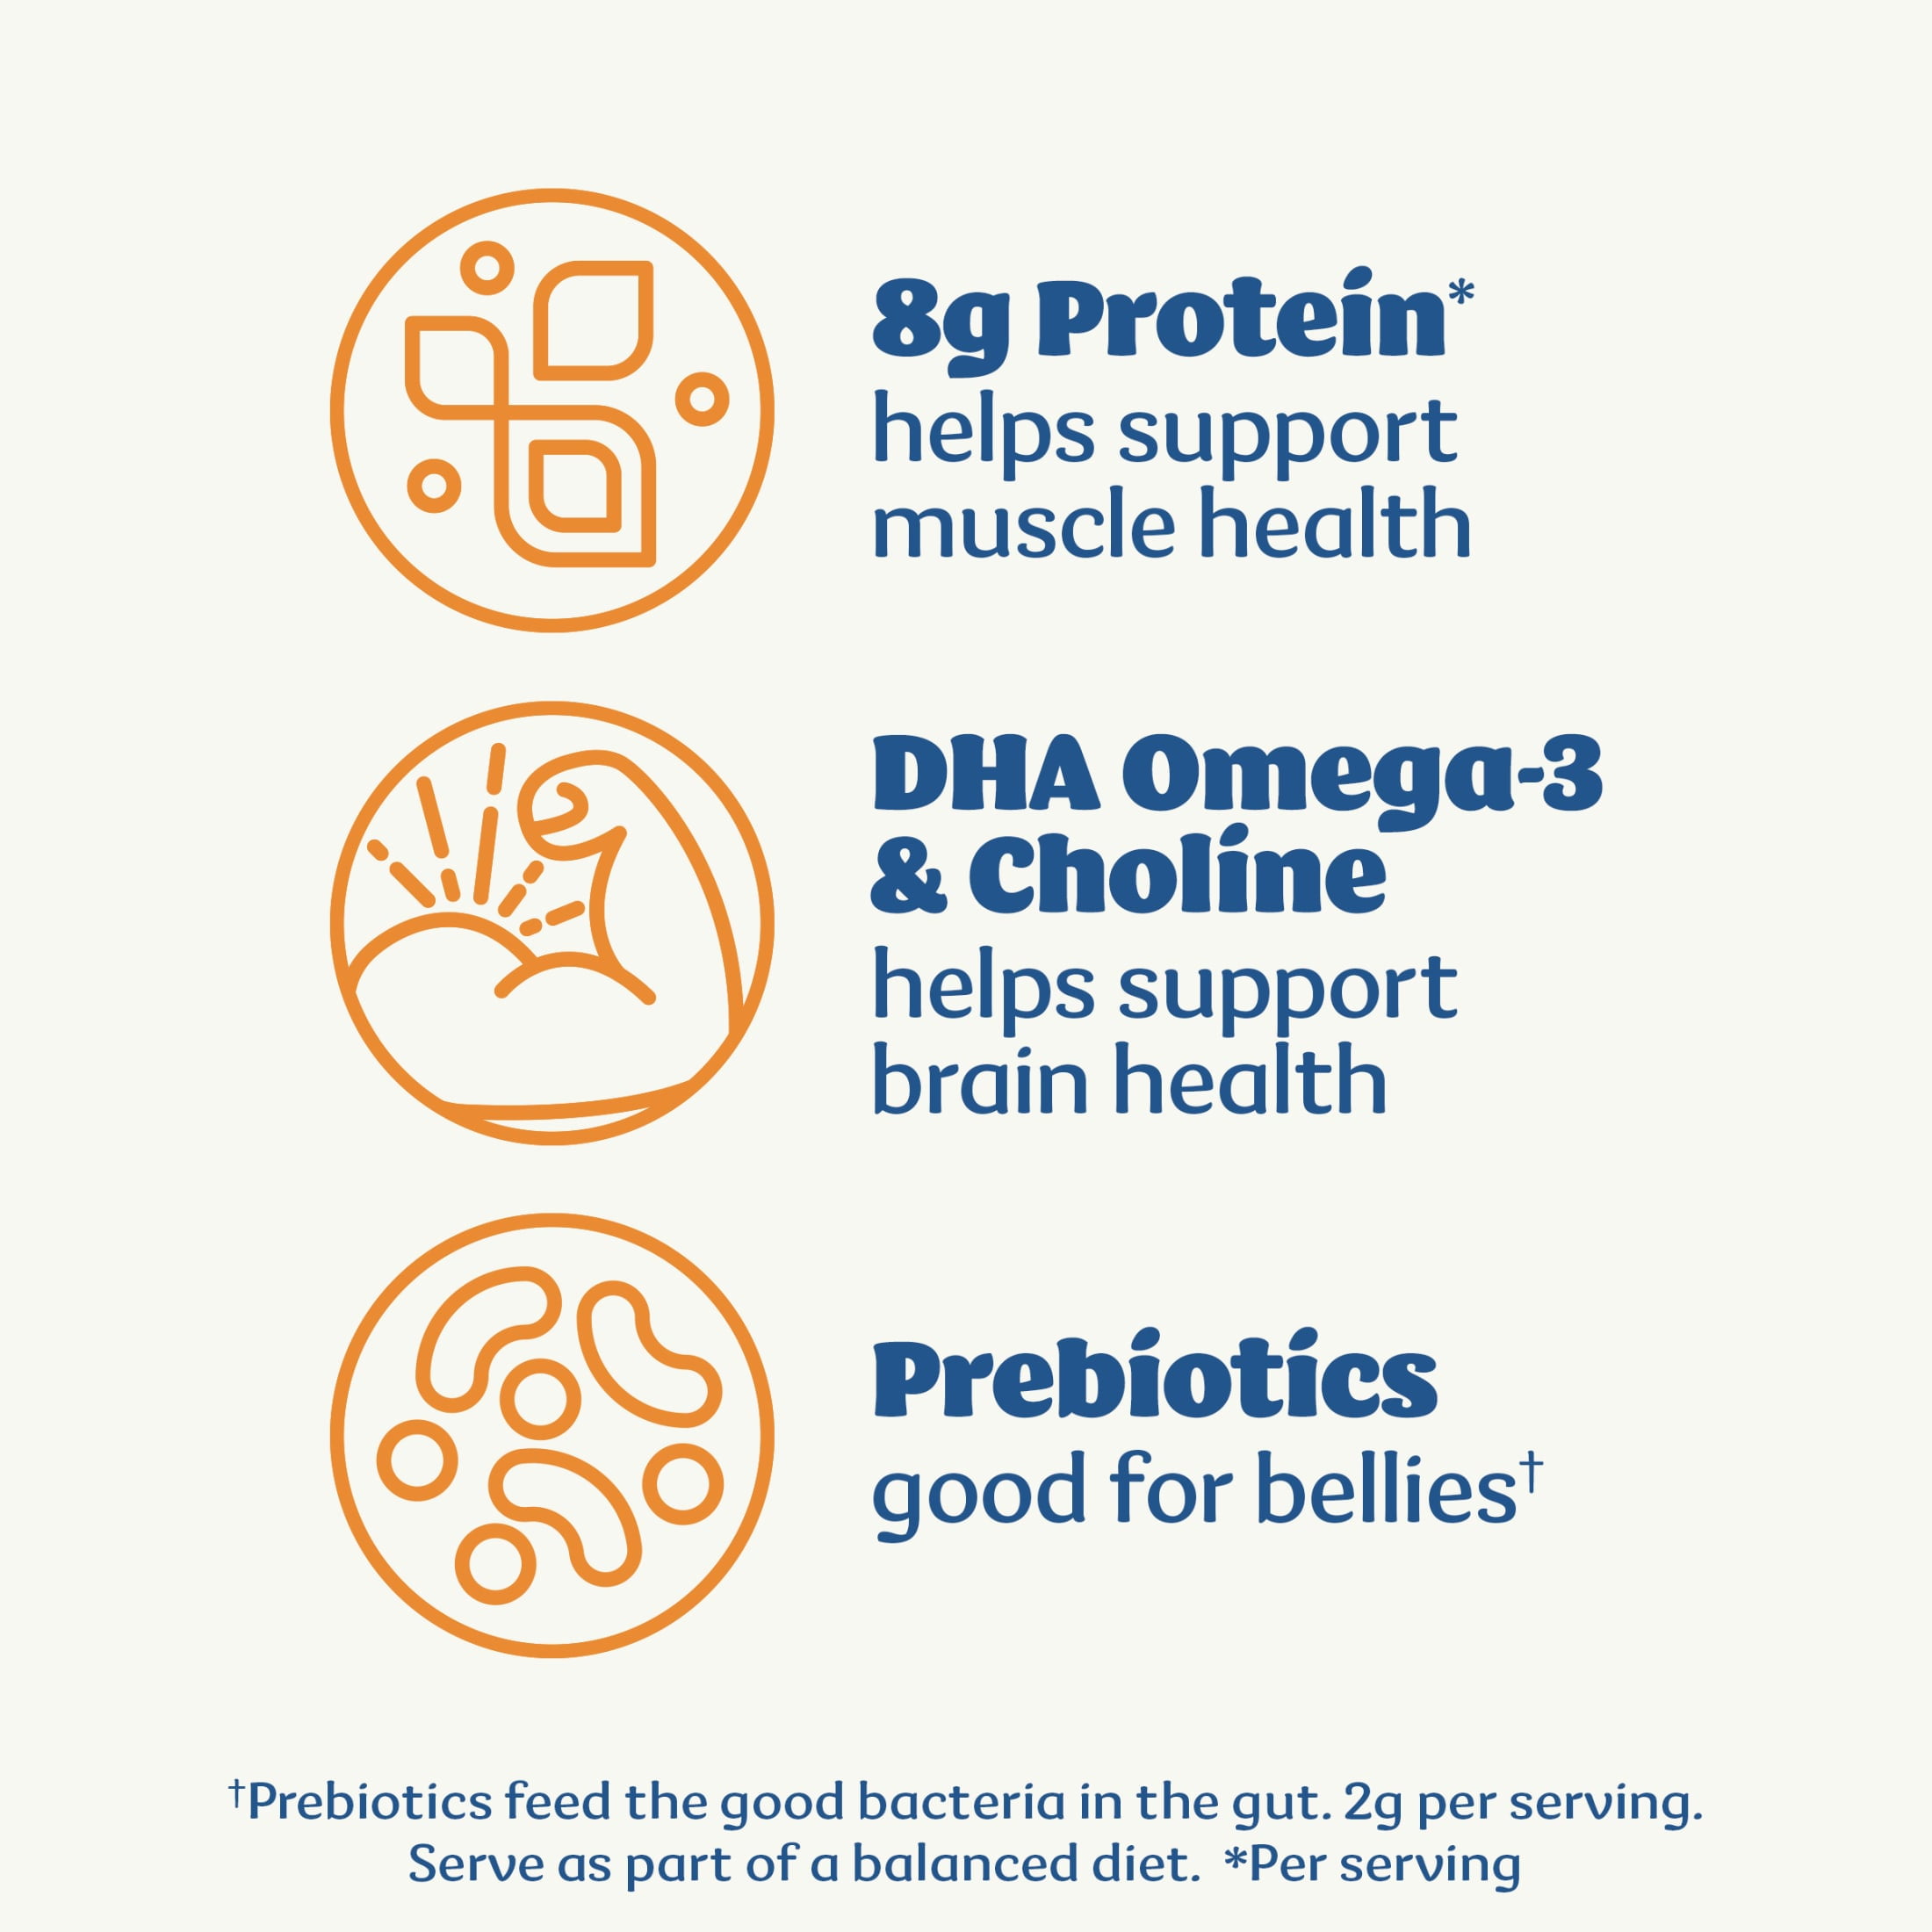 8g Protein*
helps support
muscle health
DHA Omega-3
& Choline
helps support
brain health
Prebiotics
good for bellies†
†Prebiotics feed the good bacteria in the gut. 2g per serving.
Serve as part of a balanced diet. *Per serving